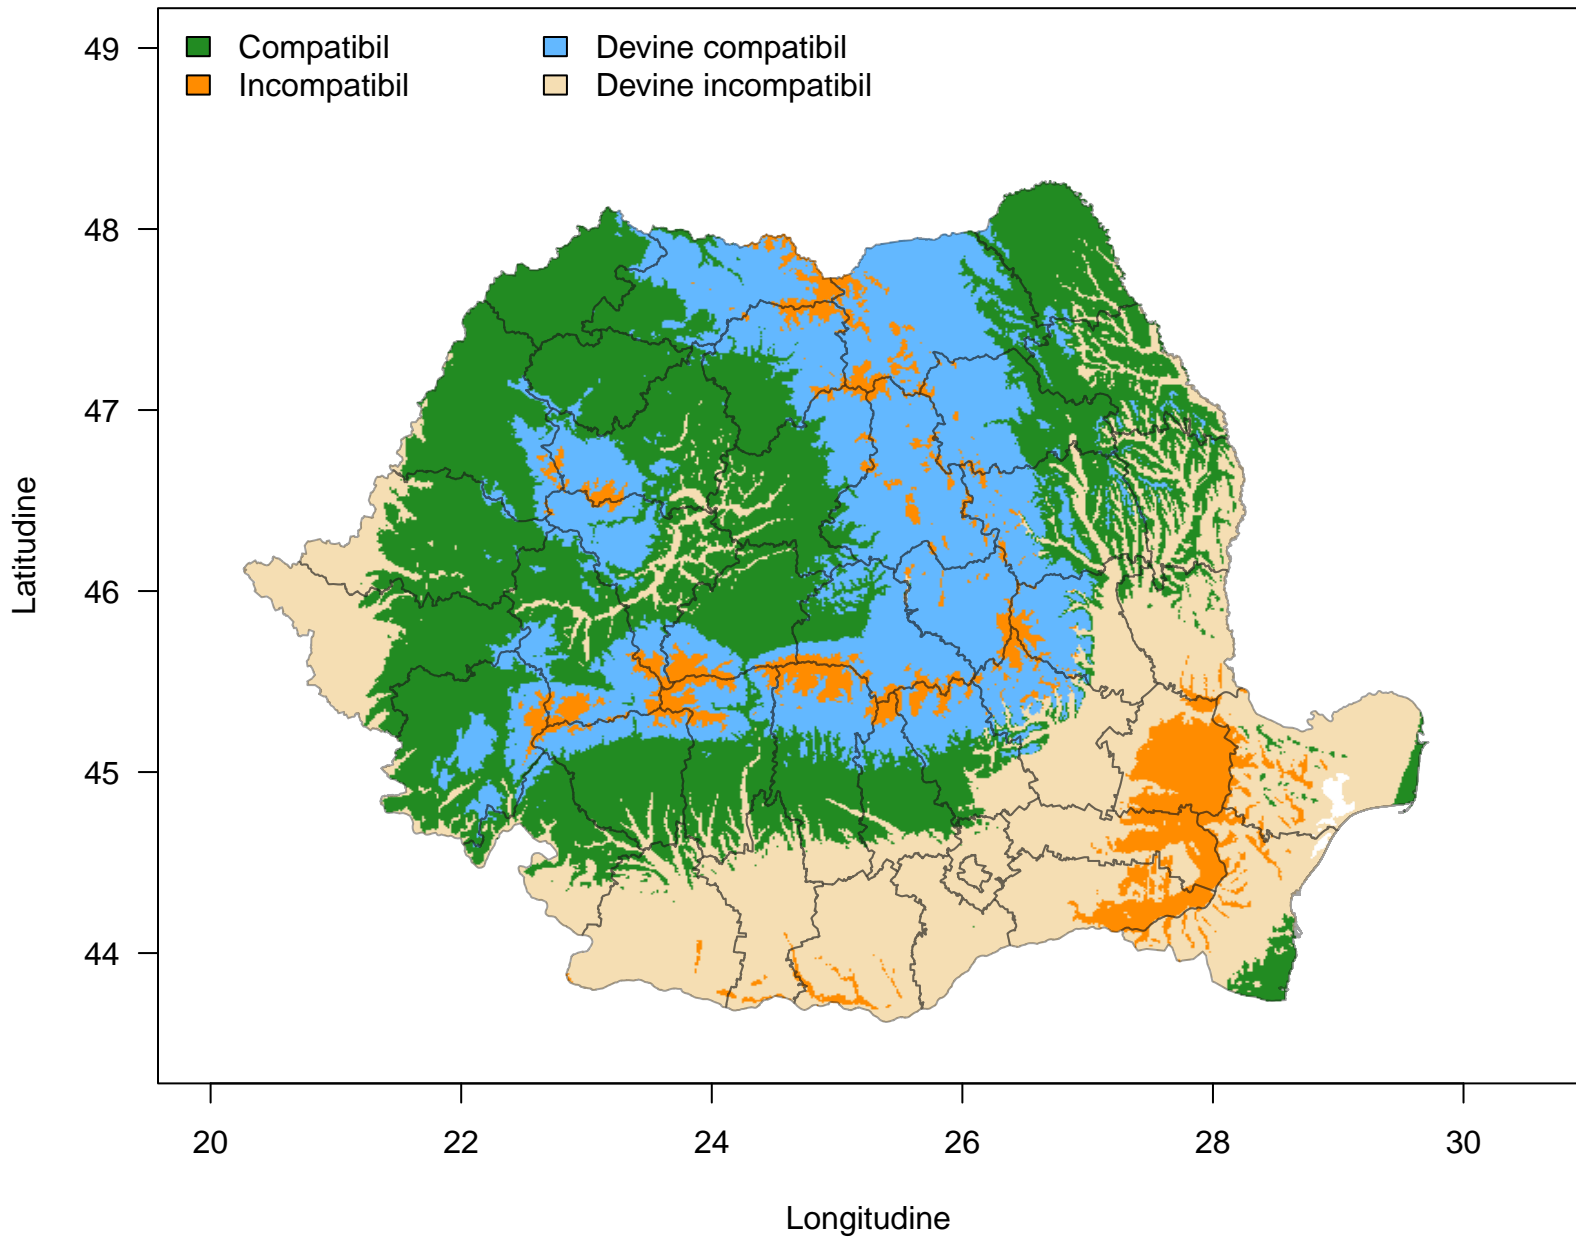 Compatibil
Devine compatibil
Incompatibil
Devine incompatibil
49
48
47
46
45
44
Latitudine
20 22 24 26 28 30
Longitudine